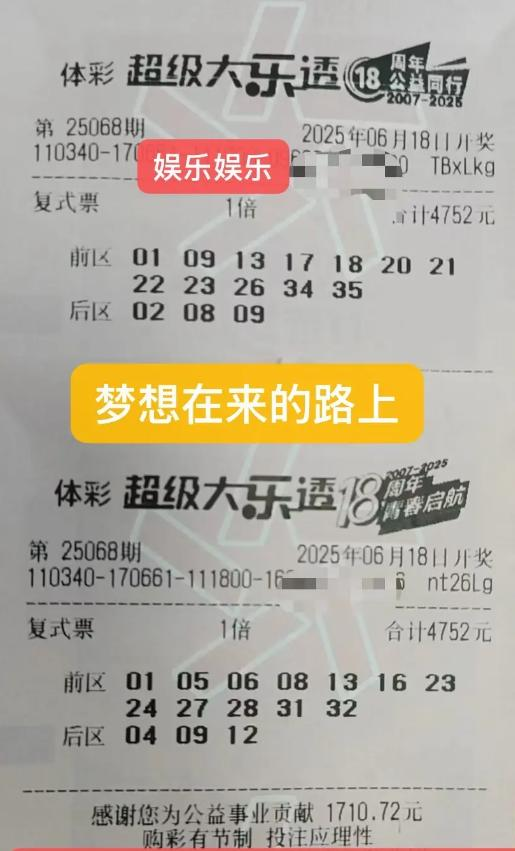 体彩 超级大乐透 18 周年 公益同行 2007-2025
第 25068期 2025年06月18日开奖
110340-170 TBxLkg
娱乐娱乐
复式票 1倍 合计4752元
前区 01 09 13 17 18 20 21
22 23 26 34 35
后区 02 08 09
梦想在来的路上
体彩 超级大乐透 18 2007-2025 周年 青春启航
第 25068期 2025年06月18日开奖
110340-170661-111800-16 nt26Lg
复式票 1倍 合计4752元
前区 01 05 06 08 13 16 23
24 27 28 31 32
后区 04 09 12
感谢您为公益事业贡献 1710.72元
购彩有节制 投注应理性